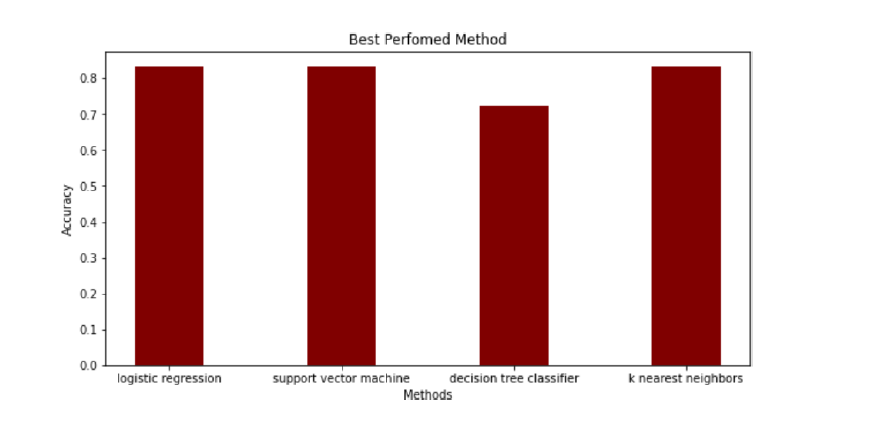 Best Perfomed Method
0.8
0.7
0.6
0.5
0.4
0.3
0.2
0.1
0.0
Accuracy
logistic regression support vector machine decision tree classifier k nearest neighbors
Methods